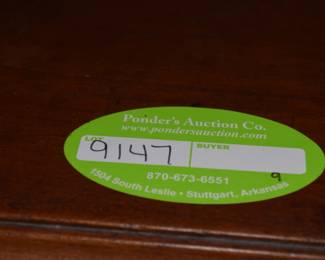 Ponder's Auction Co.
www.pondersauction.com
LOT BUYER
9147
870-673-6551
9
1504 South Leslie • Stuttgart, Arkansas